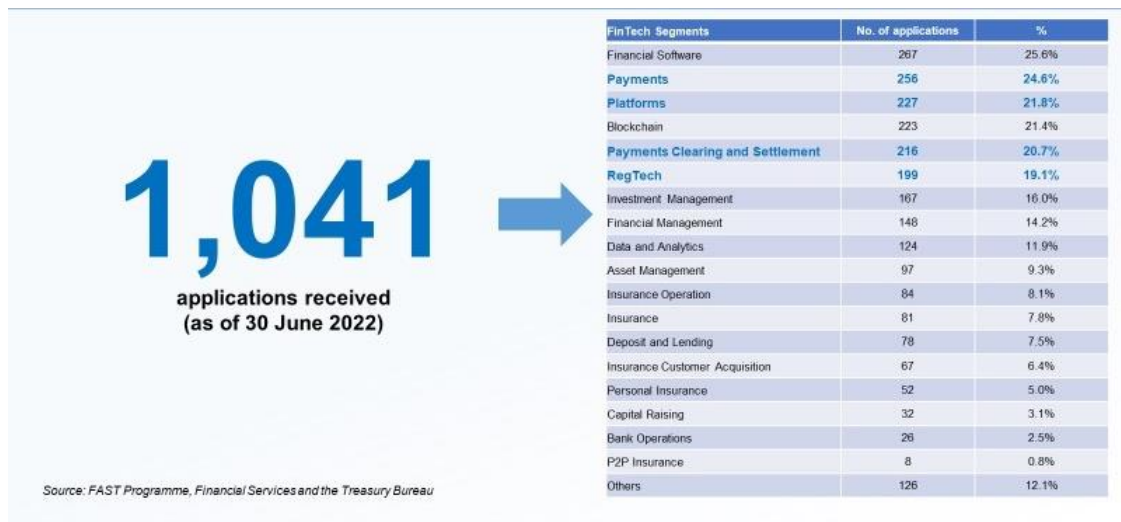 FinTech Segments No. of applications %
Financial Software 267 25.6%
Payments 256 24.6%
Platforms 227 21.8%
Blockchain 223 21.4%
Payments Clearing and Settlement 216 20.7%
RegTech 199 19.1%
Investment Management 167 16.0%
Financial Management 148 14.2%
Data and Analytics 124 11.9%
Asset Management 97 9.3%
Insurance Operation 84 8.1%
Insurance 81 7.8%
Deposit and Lending 78 7.5%
Insurance Customer Acquisition 67 6.4%
Personal Insurance 52 5.0%
Capital Raising 32 3.1%
Bank Operations 26 2.5%
P2P Insurance 8 0.8%
Others 126 12.1%
1,041
applications received
(as of 30 June 2022)
Source: FAST Programme, Financial Services and the Treasury Bureau